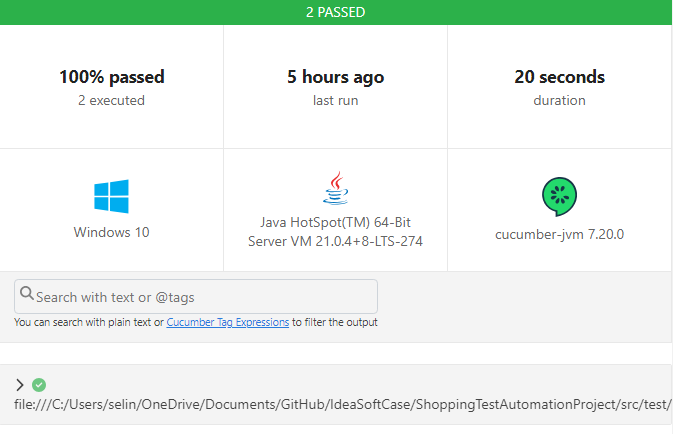 2 PASSED
100% passed
2 executed
5 hours ago
last run
20 seconds
duration
Windows 10
Java HotSpot(TM) 64-Bit
Server VM 21.0.4+8-LTS-274
cucumber-jvm 7.20.0
Search with text or @tags
You can search with plain text or Cucumber Tag Expressions to filter the output
file:///C:/Users/selin/OneDrive/Documents/GitHub/IdeaSoftCase/ShoppingTestAutomationProject/src/test/